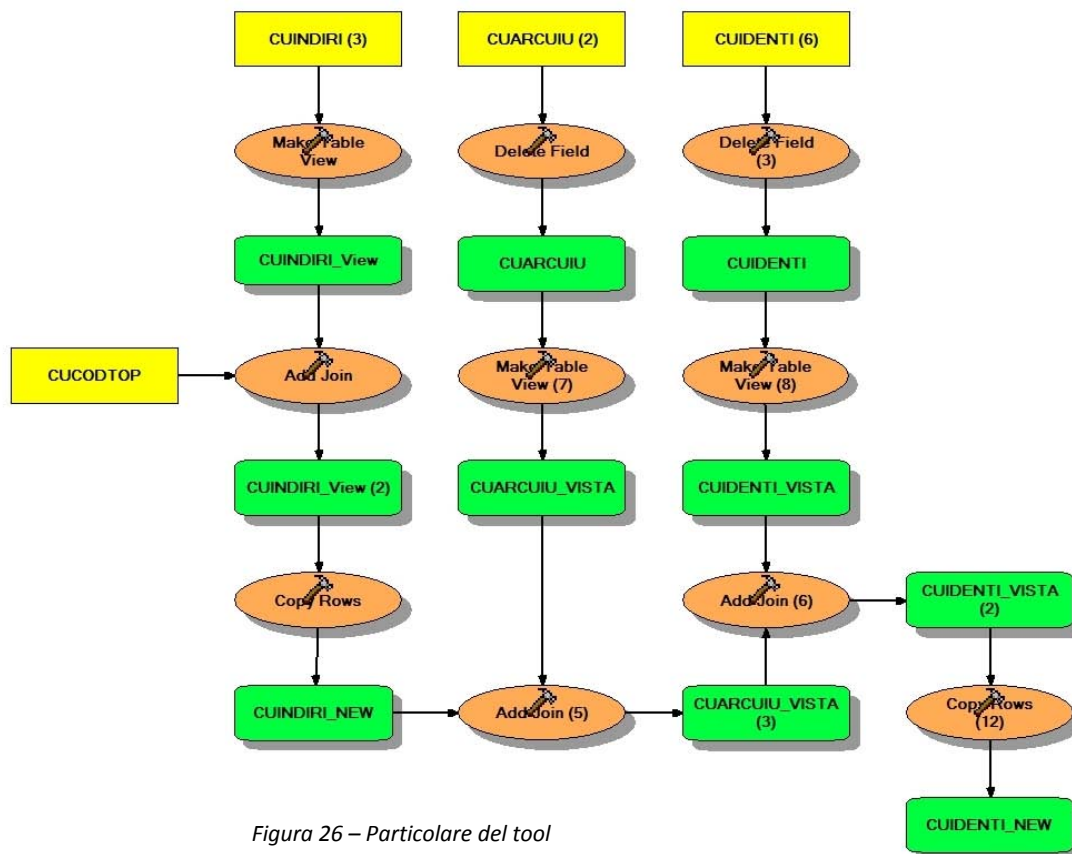 CUINDIRI (3)
CUARCUIU (2)
CUIDENTI (6)
Make Table
View
Delete Field
Delete Field
(3)
CUINDIRI_View
CUARCUIU
CUIDENTI
CUCODTOP
Add Join
Make Table
View (7)
Make Table
View (8)
CUINDIRI_View (2)
CUARCUIU_VISTA
CUIDENTI_VISTA
Copy Rows
Add Join (6)
CUIDENTI_VISTA
(2)
CUINDIRI_NEW
Add Join (5)
CUARCUIU_VISTA
(3)
Copy Rows
(12)
CUIDENTI_NEW
Figura 26 – Particolare del tool